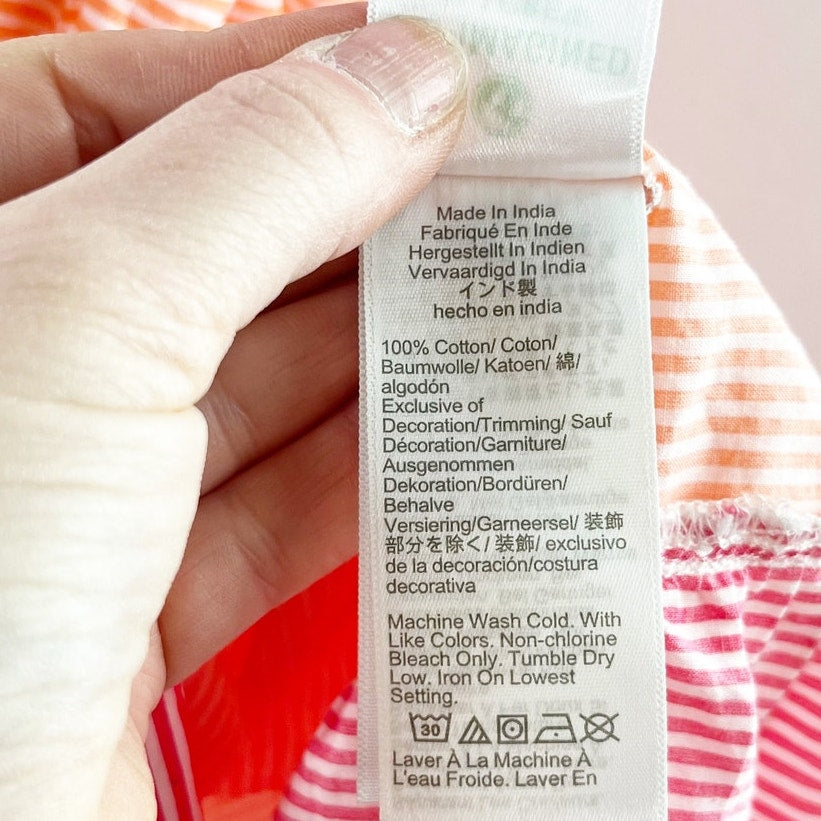 Made In India
Fabriqué En Inde
Hergestellt In Indien
Vervaardigd In India
インド製
hecho en india
100% Cotton/ Coton/
Baumwolle/ Katoen/ 綿/
algodón
Exclusive of
Decoration/Trimming/ Sauf
Décoration/Garniture/
Ausgenommen
Dekoration/Bordüren/
Behalve
Versiering/Garneersel/ 装飾
部分を除く/ 装飾/ exclusivo
de la decoración/costura
decorativa
Machine Wash Cold. With
Like Colors. Non-chlorine
Bleach Only. Tumble Dry
Low. Iron On Lowest
Setting.
30
Laver À La Machine À
L'eau Froide. Laver En